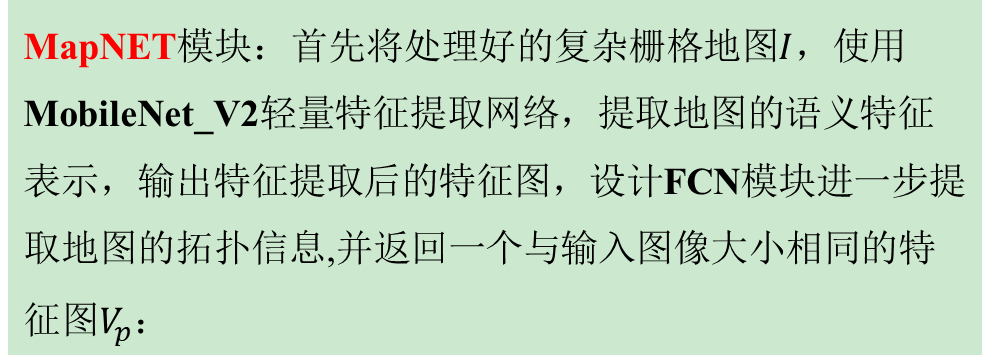 MapNET模块：首先将处理好的复杂栅格地图I，使用
MobileNet_V2轻量特征提取网络，提取地图的语义特征
表示，输出特征提取后的特征图，设计FCN模块进一步提
取地图的拓扑信息,并返回一个与输入图像大小相同的特
征图Vp：